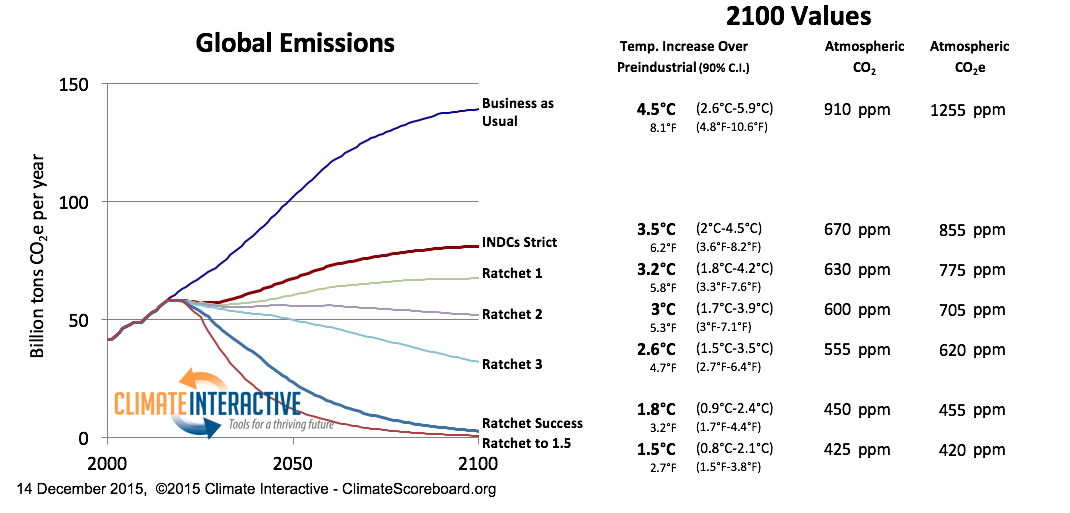 Global Emissions
2100 Values
Temp. Increase Over
Preindustrial (90% C.I.)
Atmospheric
CO₂
Atmospheric
CO₂e
Billion tons CO₂e per year
150
100
50
0
2000
2050
2100
Business as
Usual
4.5°C (2.6°C-5.9°C) 910 ppm 1255 ppm
8.1°F (4.8°F-10.6°F)
INDCs Strict
3.5°C (2°C-4.5°C) 670 ppm 855 ppm
6.2°F (3.6°F-8.2°F)
Ratchet 1
3.2°C (1.8°C-4.2°C) 630 ppm 775 ppm
5.8°F (3.3°F-7.6°F)
Ratchet 2
3°C (1.7°C-3.9°C) 600 ppm 705 ppm
5.3°F (3°F-7.1°F)
Ratchet 3
2.6°C (1.5°C-3.5°C) 555 ppm 620 ppm
4.7°F (2.7°F-6.4°F)
Ratchet Success
1.8°C (0.9°C-2.4°C) 450 ppm 455 ppm
3.2°F (1.7°F-4.4°F)
Ratchet to 1.5
1.5°C (0.8°C-2.1°C) 425 ppm 420 ppm
2.7°F (1.5°F-3.8°F)
CLIMATE INTERACTIVE
Tools for a thriving future
14 December 2015, ©2015 Climate Interactive - ClimateScoreboard.org